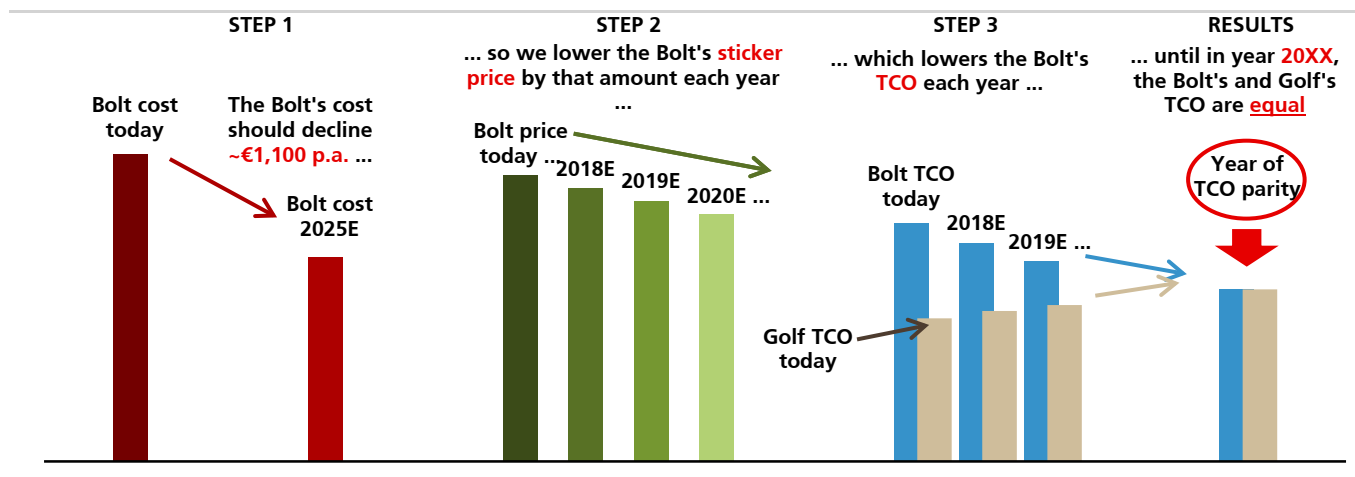 STEP 1
Bolt cost
today
The Bolt's cost
should decline
~€1,100 p.a. ...
Bolt cost
2025E
STEP 2
... so we lower the Bolt's sticker
price by that amount each year
...
Bolt price
today ...
2018E
2019E
2020E ...
STEP 3
... which lowers the Bolt's
TCO each year ...
Bolt TCO
today
2018E
2019E ...
Golf TCO
today
RESULTS
... until in year 20XX,
the Bolt's and Golf's
TCO are equal
Year of
TCO parity